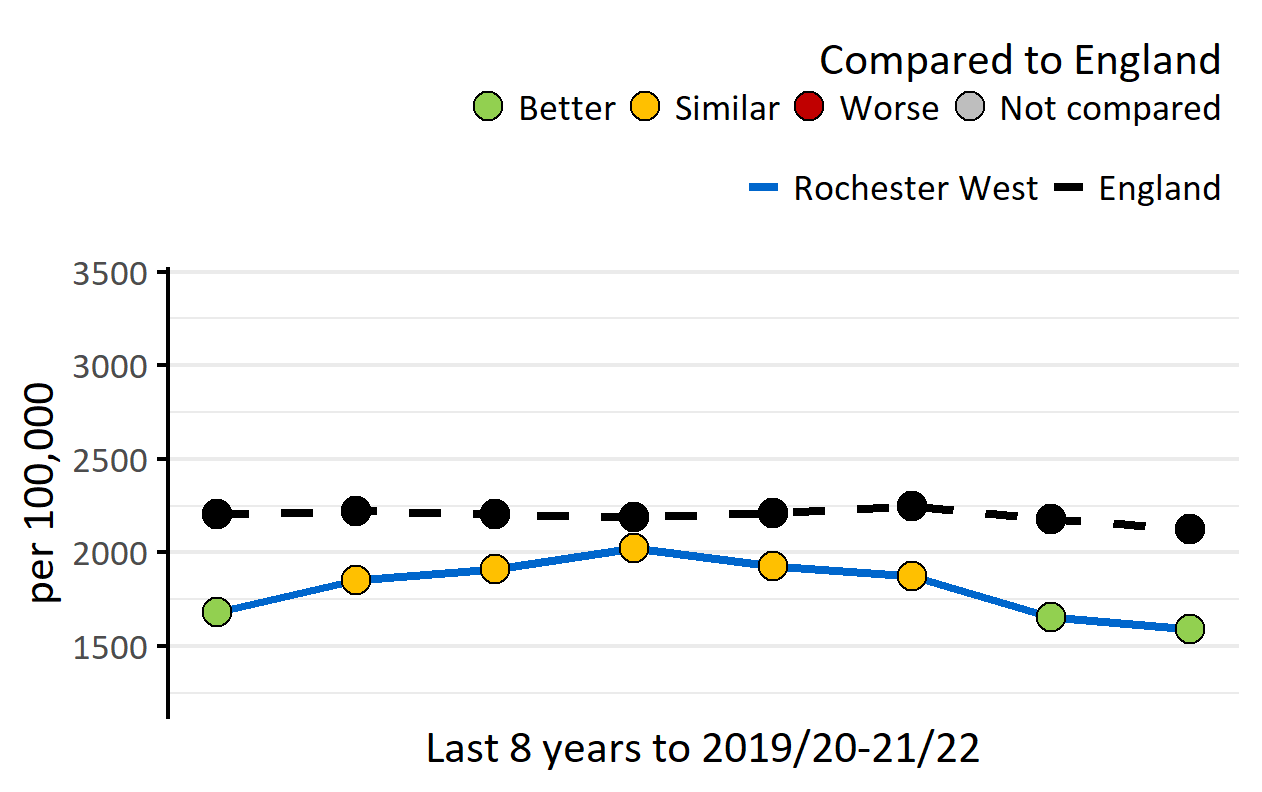 Compared to England
Better Similar Worse Not compared
Rochester West England
3500
3000
2500
2000
1500
per 100,000
Last 8 years to 2019/20-21/22